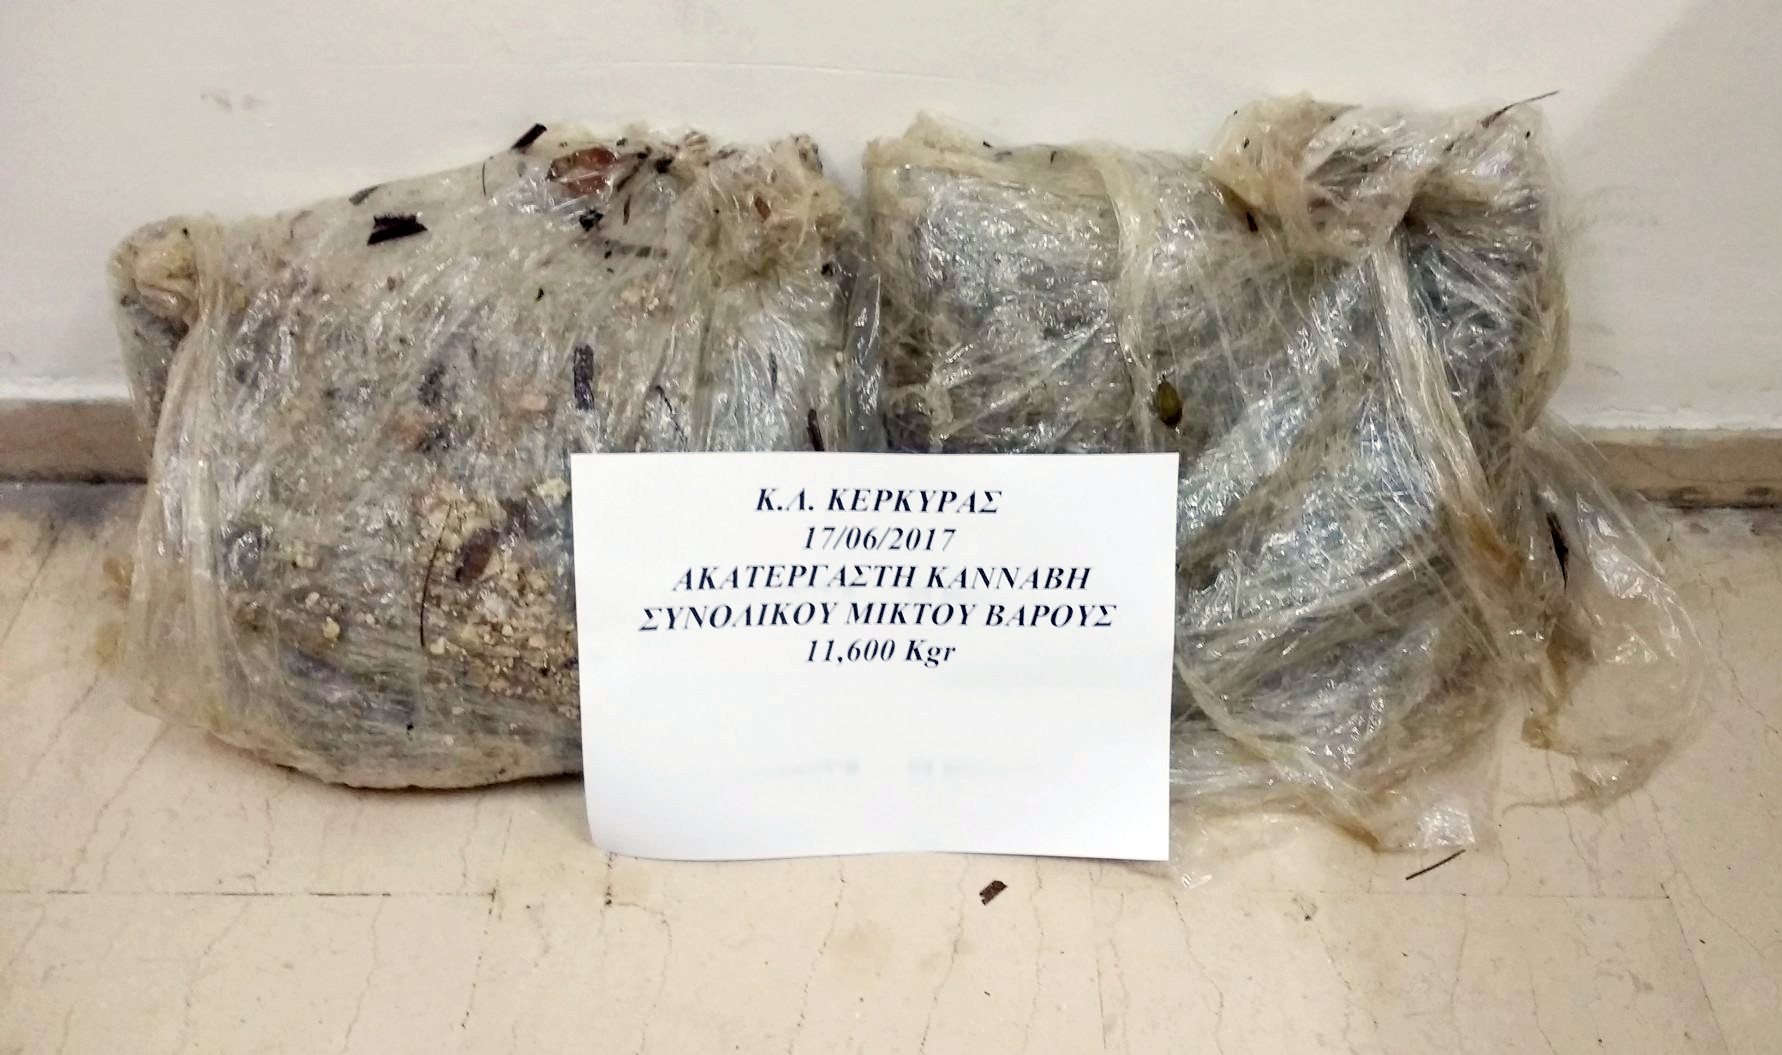 Κ.Λ. ΚΕΡΚΥΡΑΣ
17/06/2017
ΑΚΑΤΕΡΓΑΣΤΗ ΚΑΝΝΑΒΗ
ΣΥΝΟΛΙΚΟΥ ΜΙΚΤΟΥ ΒΑΡΟΥΣ
11,600 Kgr